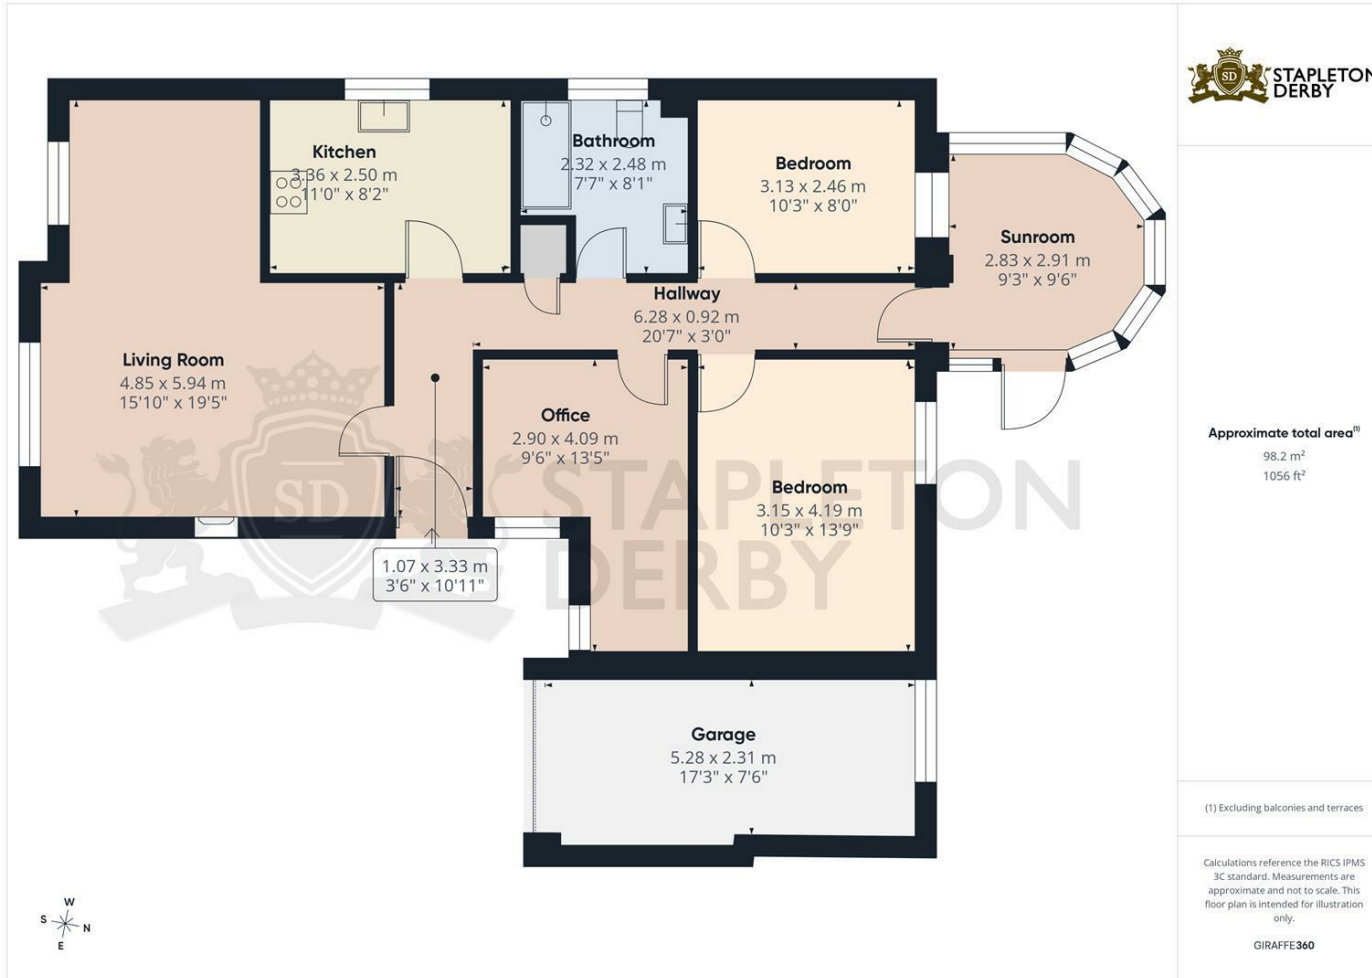 SD
STAPLETON
DERBY
Kitchen
3.36 x 2.50 m
11'0" x 8'2"
Bathroom
2.32 x 2.48 m
7'7" x 8'1"
Bedroom
3.13 x 2.46 m
10'3" x 8'0"
Sunroom
2.83 x 2.91 m
9'3" x 9'6"
Hallway
6.28 x 0.92 m
20'7" x 3'0"
Living Room
4.85 x 5.94 m
15'10" x 19'5"
Office
2.90 x 4.09 m
9'6" x 13'5"
Bedroom
3.15 x 4.19 m
10'3" x 13'9"
SD
STAPLETON
DERBY
1.07 x 3.33 m
3'6" x 10'11"
Garage
5.28 x 2.31 m
17'3" x 7'6"
W
S
N
E
Approximate total area(1)
98.2 m²
1056 ft²
(1) Excluding balconies and terraces
Calculations reference the RICS IPMS
3C standard. Measurements are
approximate and not to scale. This
floor plan is intended for illustration
only.
GIRAFFE360